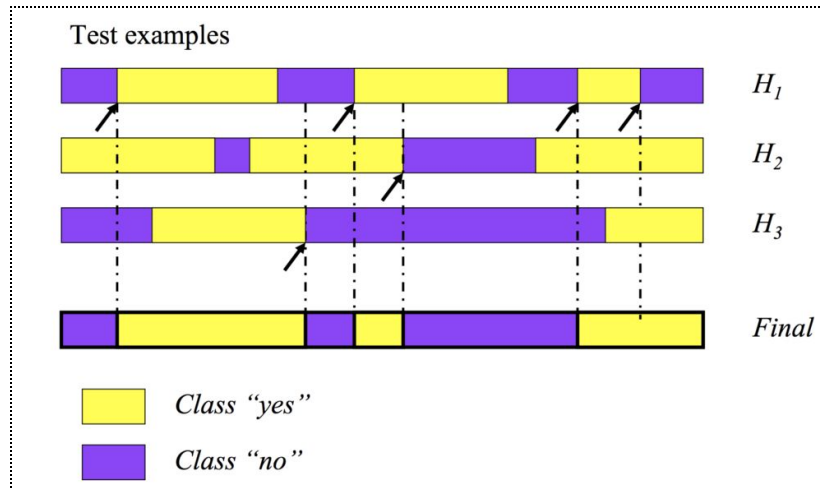 Test examples
H1
H2
H3
Final
Class “yes”
Class “no”